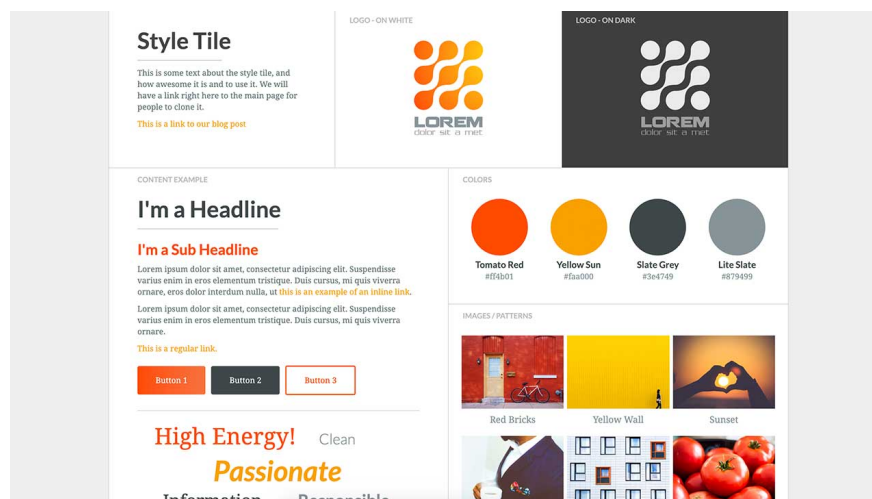 Style Tile
This is some text about the style tile, and
how awesome it is and to use it. We will
have a link right here to the main page for
people to clone it.
This is a link to our blog post
LOGO - ON WHITE
LOREM
dolor sit a met
LOGO - ON DARK
LOREM
dolor sit a met
CONTENT EXAMPLE
I'm a Headline
I'm a Sub Headline
Lorem ipsum dolor sit amet, consectetur adipiscing elit. Suspendisse
varius enim in eros elementum tristique. Duis cursus, mi quis viverra
ornare, eros dolor interdum nulla, ut this is an example of an inline link.
Lorem ipsum dolor sit amet, consectetur adipiscing elit. Suspendisse
varius enim in eros elementum tristique. Duis cursus, mi quis viverra
ornare.
This is a regular link.
Button 1
Button 2
Button 3
High Energy!
Clean
Passionate
Information
Responsible
COLORS
Tomato Red
#ff4b01
Yellow Sun
#faa000
Slate Grey
#3e4749
Lite Slate
#879499
IMAGES / PATTERNS
Red Bricks
Yellow Wall
Sunset